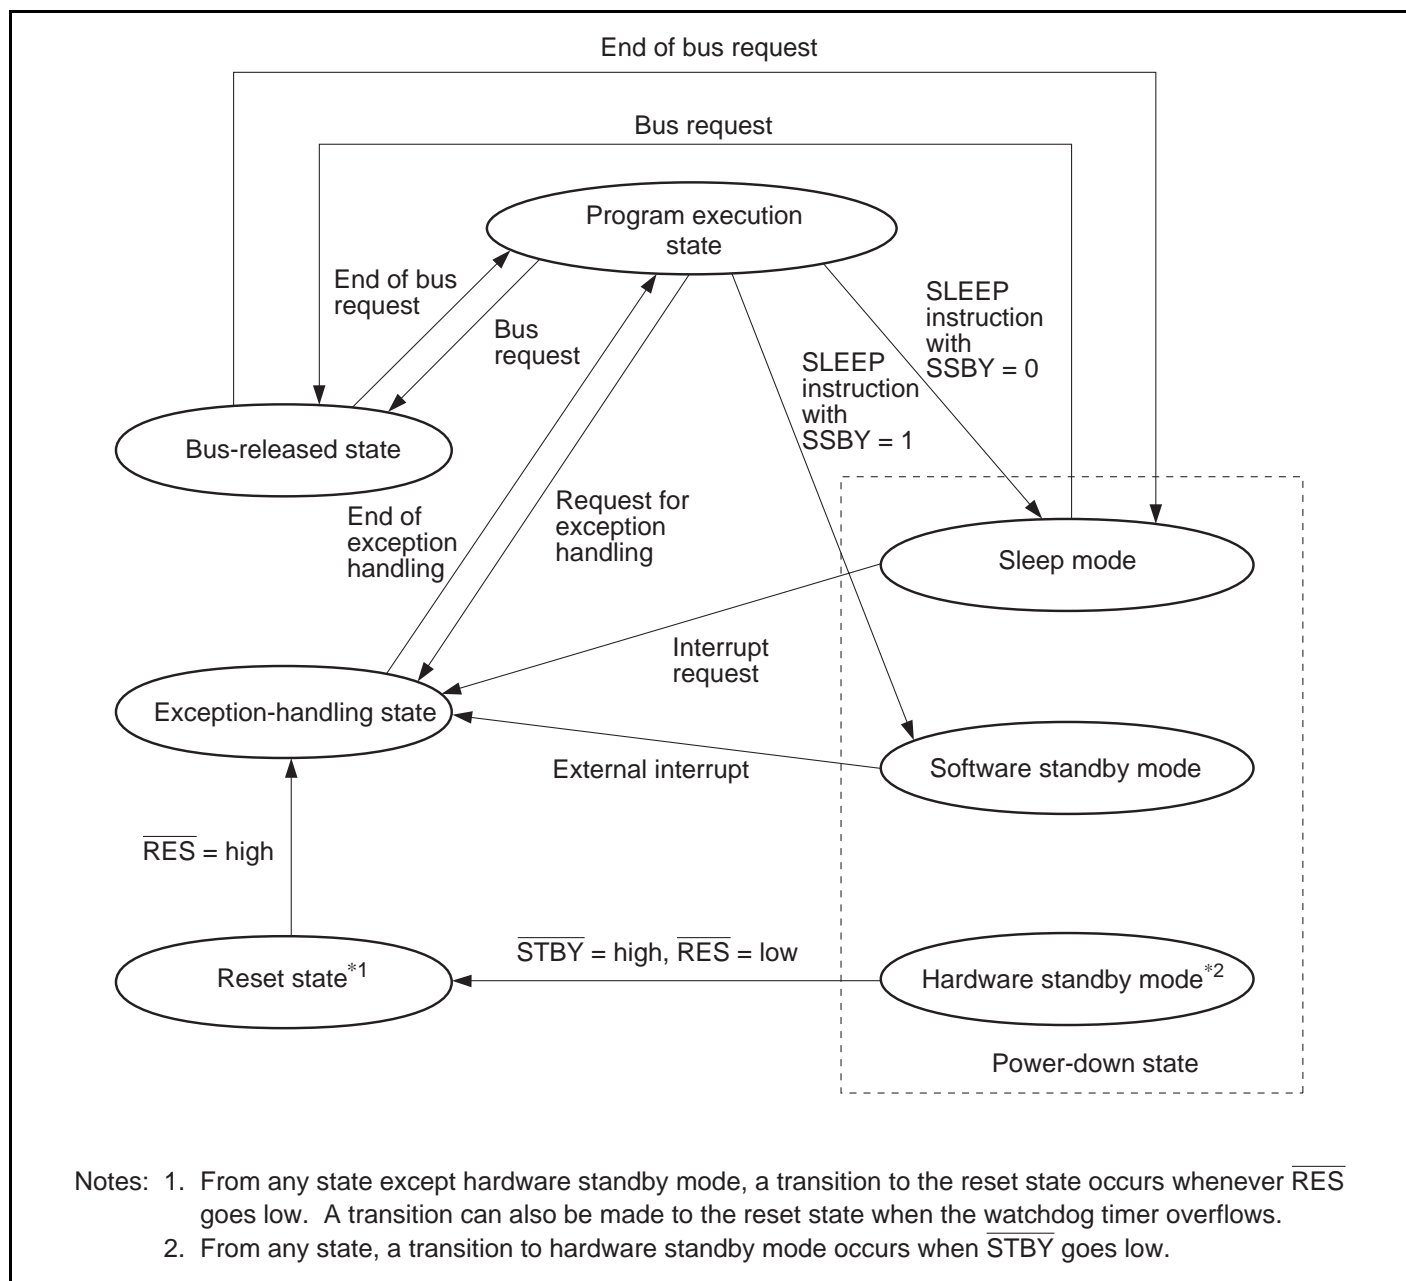 End of bus request
Bus request
Program execution
state
End of bus
request
Bus
request
SLEEP
instruction
with
SSBY = 0
SLEEP
instruction
with
SSBY = 1
Bus-released state
End of
exception
handling
Request for
exception
handling
Sleep mode
Interrupt
request
Exception-handling state
External interrupt
Software standby mode
R̅E̅S̅ = high
S̅T̅B̅Y̅ = high, R̅E̅S̅ = low
Reset state*1
Hardware standby mode*2
Power-down state
Notes: 1. From any state except hardware standby mode, a transition to the reset state occurs whenever R̅E̅S̅
goes low. A transition can also be made to the reset state when the watchdog timer overflows.
2. From any state, a transition to hardware standby mode occurs when S̅T̅B̅Y̅ goes low.